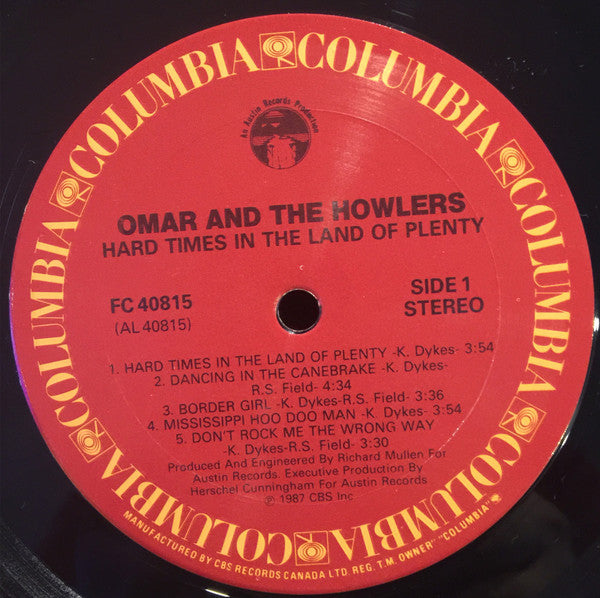 COLUMBIA COLUMBIA COLUMBIA COLUMBIA COLUMBIA COLUMBIA
An Austin Records Production
OMAR AND THE HOWLERS
HARD TIMES IN THE LAND OF PLENTY
FC 40815
(AL 40815)
SIDE 1
STEREO
1. HARD TIMES IN THE LAND OF PLENTY -K. Dykes- 3:54
2. DANCING IN THE CANEBRAKE -K. Dykes-
R.S. Field- 4:34
3. BORDER GIRL -K. Dykes-R.S. Field- 3:36
4. MISSISSIPPI HOO DOO MAN -K. Dykes- 3:54
5. DON'T ROCK ME THE WRONG WAY
-K. Dykes-R.S. Field- 3:30
Produced And Engineered By Richard Mullen For
Austin Records. Executive Production By
Herschel Cunningham For Austin Records
℗ 1987 CBS Inc
MANUFACTURED BY CBS RECORDS CANADA LTD. REG. T.M. OWNER "COLUMBIA"